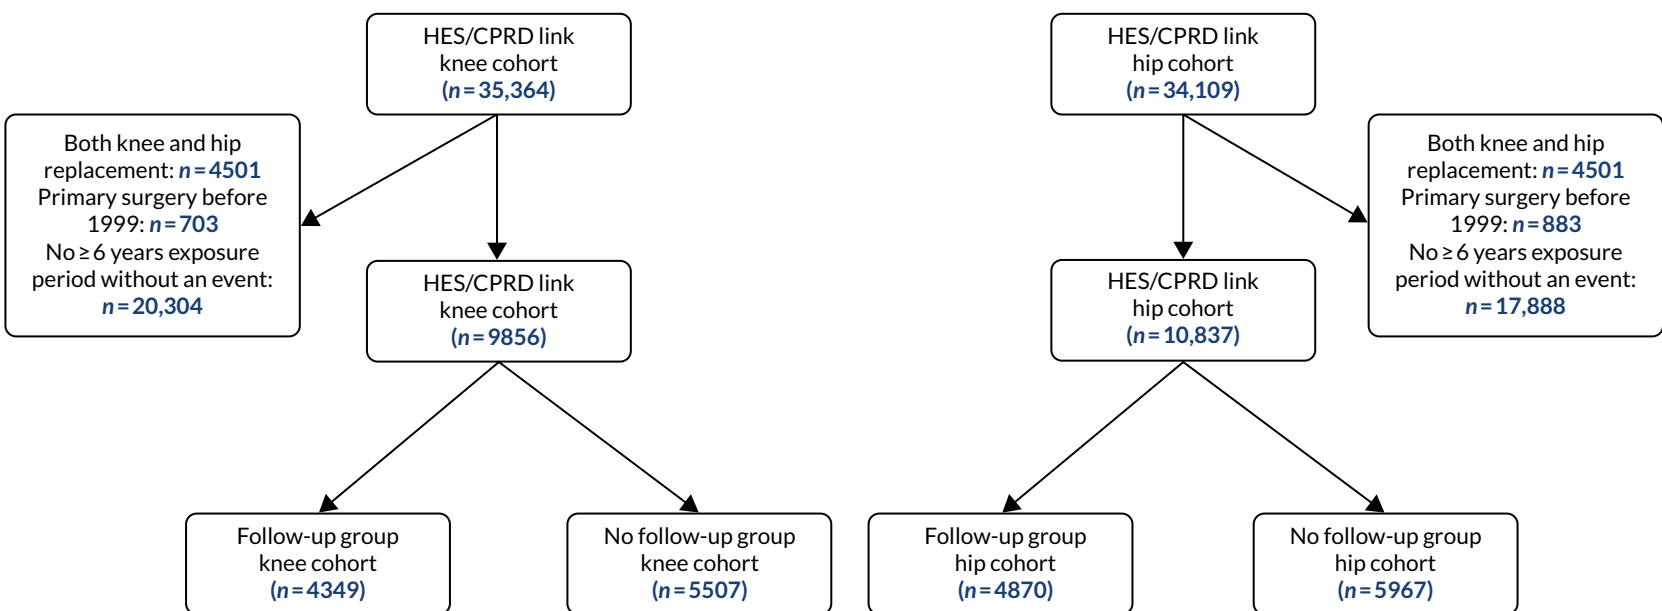 HES/CPRD link
knee cohort
(n=35,364)
HES/CPRD link
hip cohort
(n=34,109)
Both knee and hip
replacement: n=4501
Primary surgery before
1999: n=703
No ≥6 years exposure
period without an event:
n=20,304
Both knee and hip
replacement: n=4501
Primary surgery before
1999: n=883
No ≥6 years exposure
period without an event:
n=17,888
HES/CPRD link
knee cohort
(n=9856)
HES/CPRD link
hip cohort
(n=10,837)
Follow-up group
knee cohort
(n=4349)
No follow-up group
knee cohort
(n=5507)
Follow-up group
hip cohort
(n=4870)
No follow-up group
hip cohort
(n=5967)